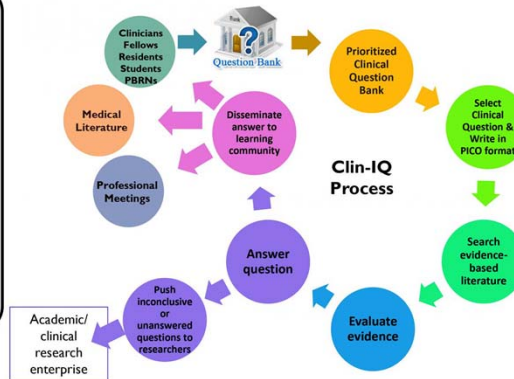 Clinicians
Fellows
Residents
Students
PBRNs
?
Question Bank
Prioritized
Clinical
Question
Bank
Select
Clinical
Question &
Write in
PICO format
Search
evidence-
based
literature
Evaluate
evidence
Answer
question
Push
inconclusive
or
unanswered
questions to
researchers
Academic/
clinical
research
enterprise
Disseminate
answer to
learning
community
Medical
Literature
Professional
Meetings
Clin-IQ
Process